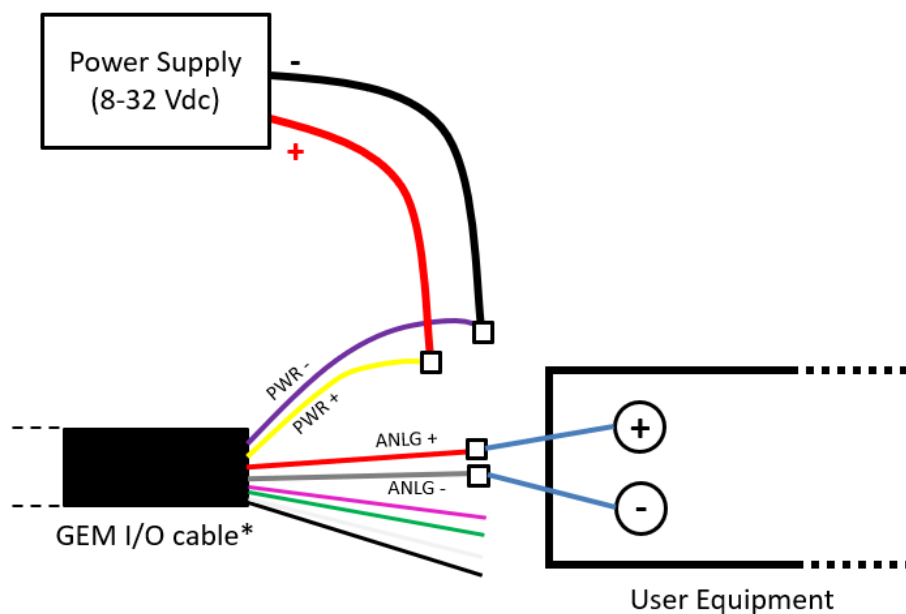 Power Supply
(8-32 Vdc)
-
+
PWR -
PWR +
ANLG +
ANLG -
+
-
GEM I/O cable*
User Equipment